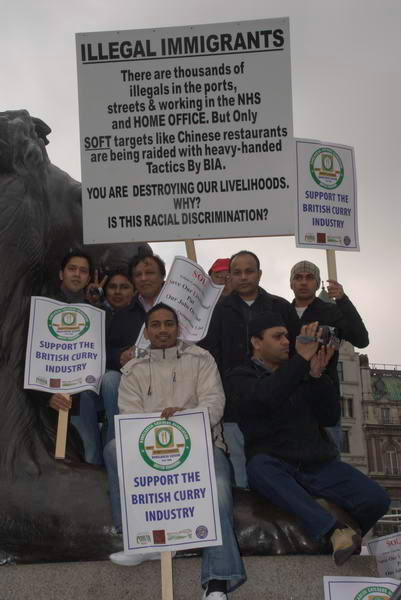 ILLEGAL IMMIGRANTS
There are thousands of
illegals in the ports,
streets & working in the NHS
and HOME OFFICE. But Only
SOFT targets like Chinese restaurants
are being raided with heavy-handed
Tactics By BIA.
YOU ARE DESTROYING OUR LIVELIHOODS.
WHY?
IS THIS RACIAL DISCRIMINATION?
SUPPORT THE
BRITISH CURRY
INDUSTRY
SUPPORT THE
BRITISH CURRY
INDUSTRY
SUPPORT THE
BRITISH CURRY
INDUSTRY